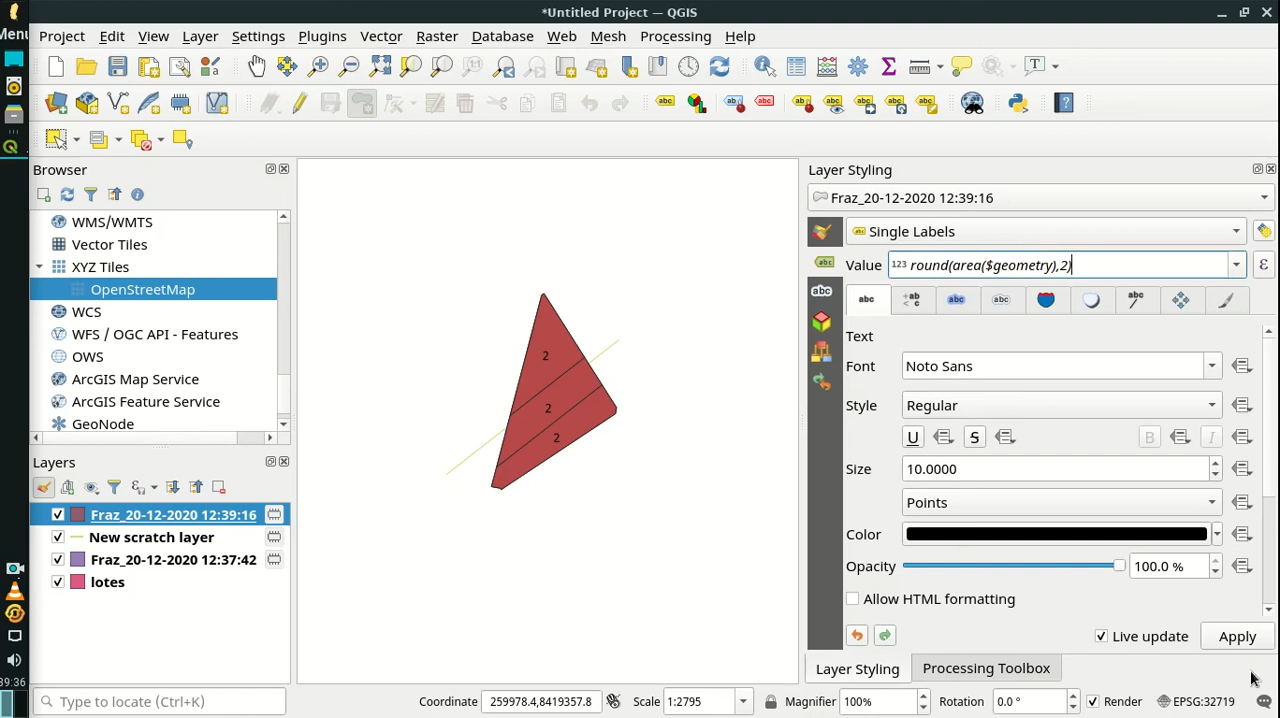 Menu
*Untitled Project — QGIS
Project Edit View Layer Settings Plugins Vector Raster Database Web Mesh Processing Help
Browser
WMS/WMTS
Vector Tiles
XYZ Tiles
OpenStreetMap
WCS
WFS / OGC API - Features
OWS
ArcGIS Map Service
ArcGIS Feature Service
GeoNode
Layers
Fraz_20-12-2020 12:39:16
New scratch layer
Fraz_20-12-2020 12:37:42
lotes
2
2
2
Layer Styling
Fraz_20-12-2020 12:39:16
Single Labels
Value 123 round(area($geometry),2)
Text
Font Noto Sans
Style Regular
U S B I
Size 10.0000
Points
Color
Opacity 100.0 %
Allow HTML formatting
Live update Apply
Layer Styling Processing Toolbox
39:36
Type to locate (Ctrl+K) Coordinate 259978.4,8419357.8 Scale 1:2795 Magnifier 100% Rotation 0.0 ° Render EPSG:32719